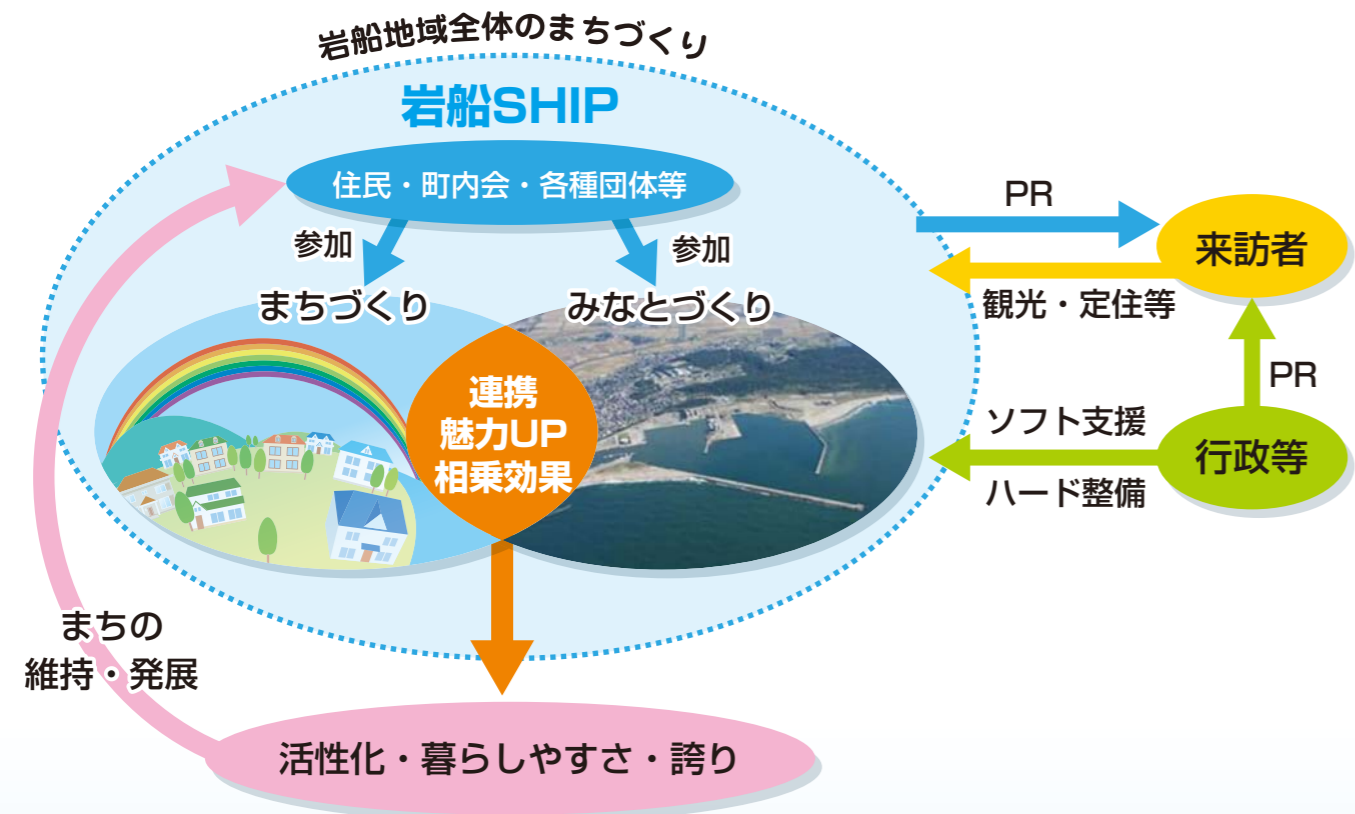 岩船地域全体のまちづくり
岩船SHIP
住民・町内会・各種団体等
参加
参加
まちづくり
みなとづくり
連携
魅力UP
相乗効果
PR
来訪者
観光・定住等
PR
ソフト支援
行政等
ハード整備
まちの
維持・発展
活性化・暮らしやすさ・誇り